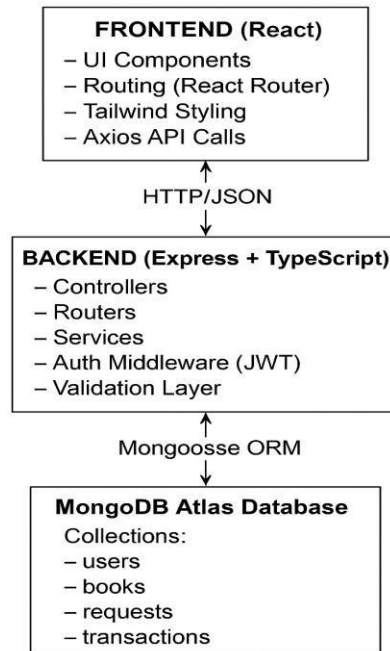 FRONTEND (React)
– UI Components
– Routing (React Router)
– Tailwind Styling
– Axios API Calls
HTTP/JSON
BACKEND (Express + TypeScript)
– Controllers
– Routers
– Services
– Auth Middleware (JWT)
– Validation Layer
Mongoosse ORM
MongoDB Atlas Database
Collections:
– users
– books
– requests
– transactions